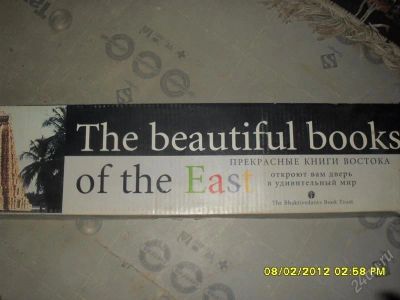 The beautiful books
ПРЕКРАСНЫЕ КНИГИ ВОСТОКА
of the East
откроют вам дверь
в удивительный мир
The Bhaktivedanta Book Trust
08/02/2012 02:58 PM